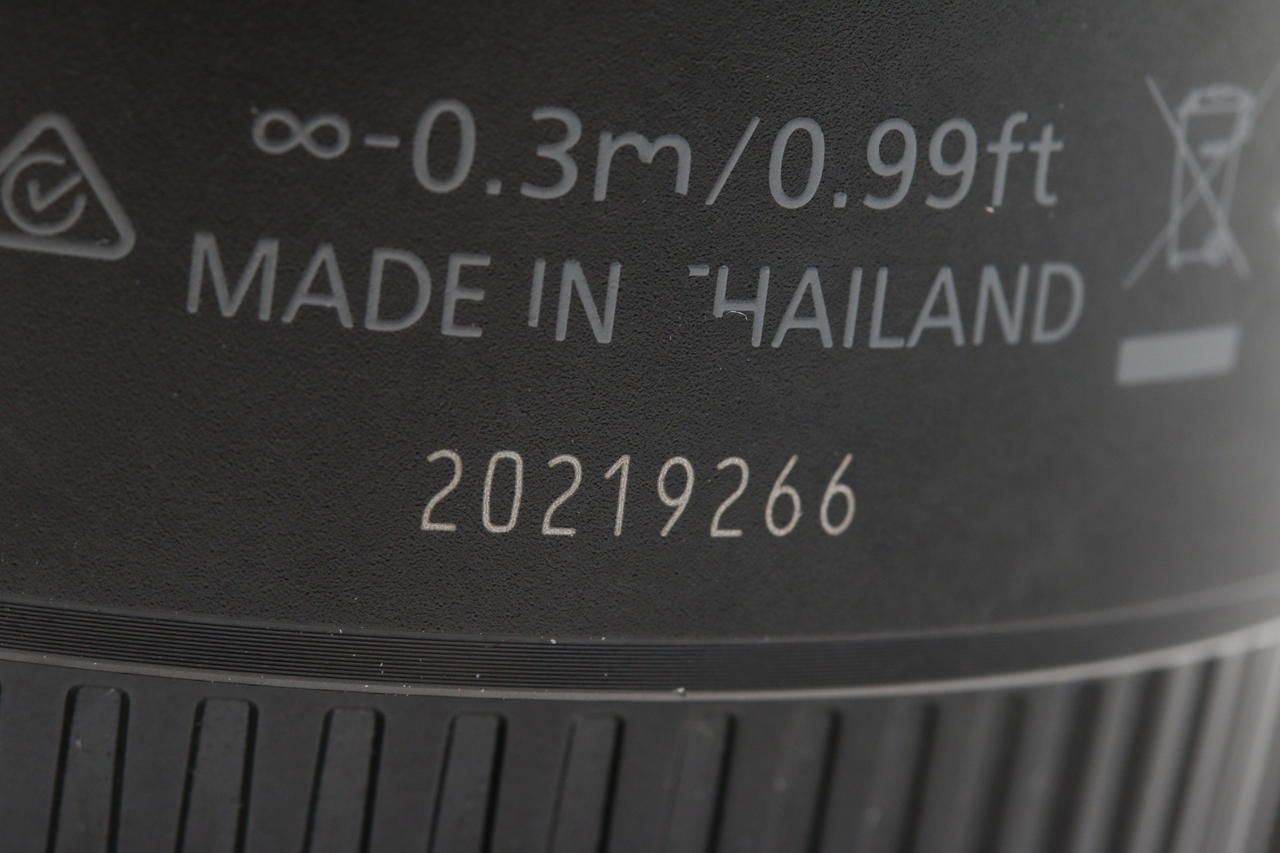 ∞-0.3m/0.99ft
MADE IN THAILAND
20219266